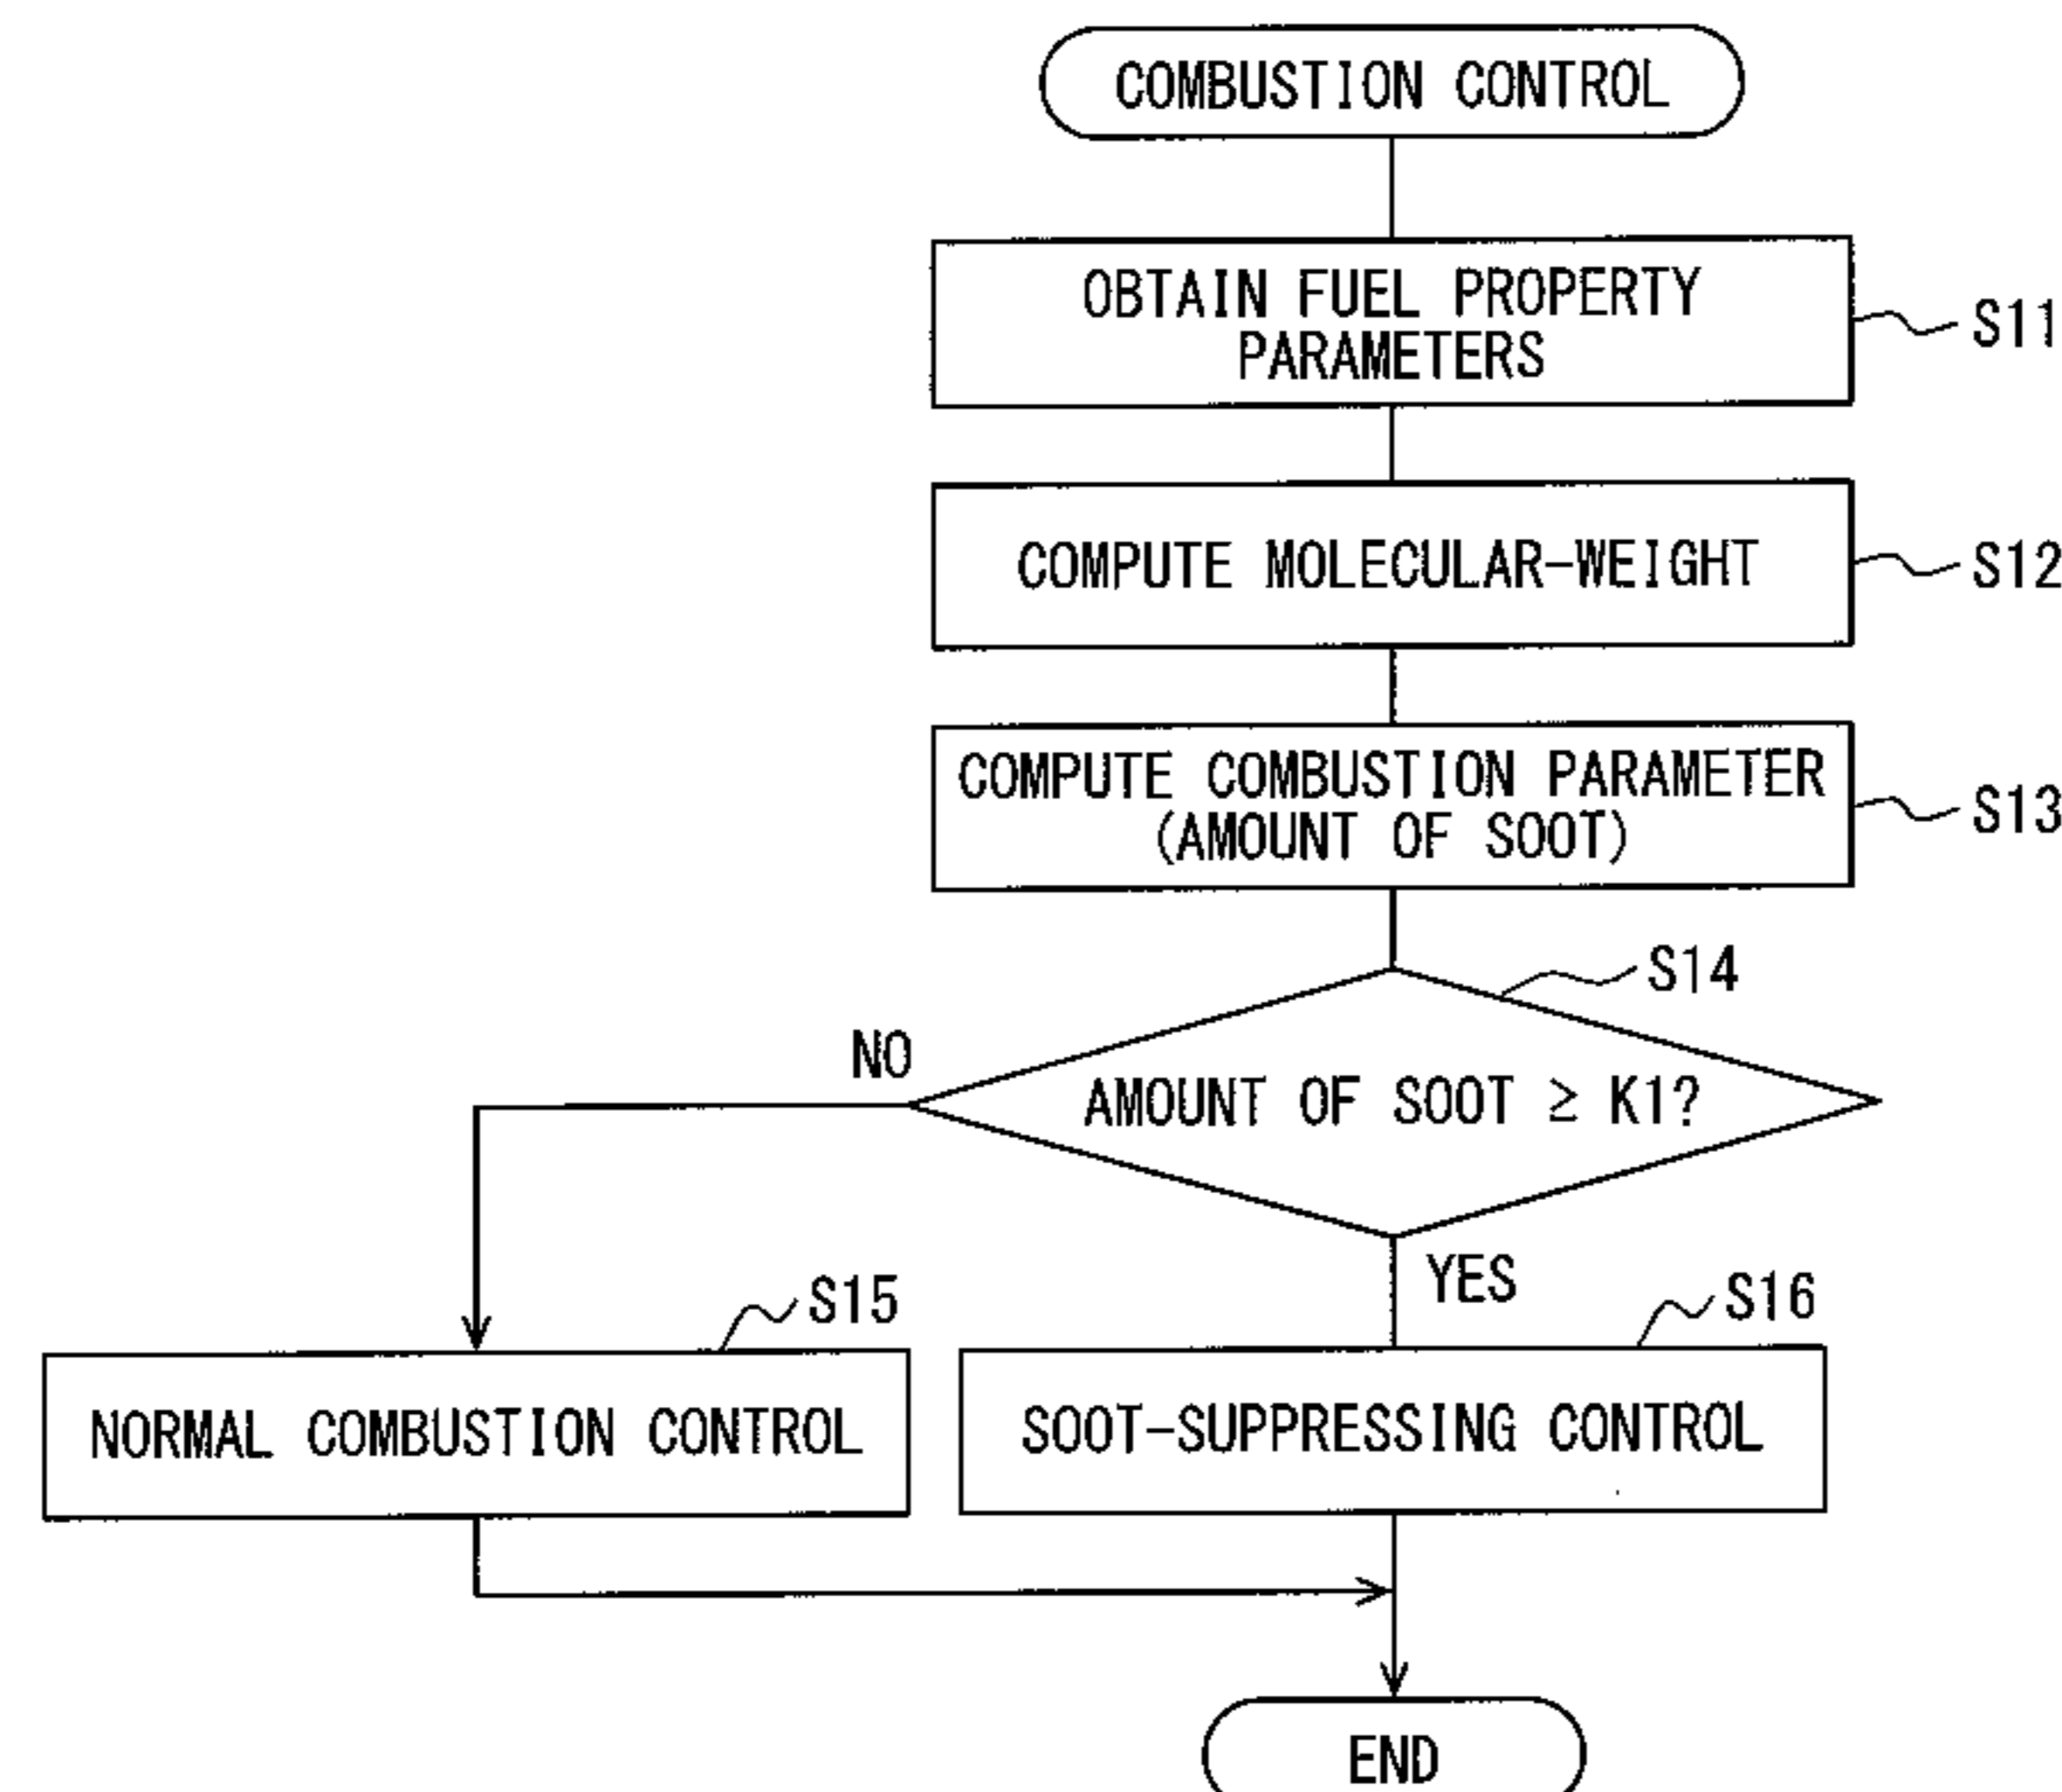 COMBUSTION CONTROL
OBTAIN FUEL PROPERTY
PARAMETERS
S11
COMPUTE MOLECULAR-WEIGHT
S12
COMPUTE COMBUSTION PARAMETER
(AMOUNT OF SOOT)
S13
S14
NO
AMOUNT OF SOOT ≥ K1?
YES
S15
S16
NORMAL COMBUSTION CONTROL
SOOT-SUPPRESSING CONTROL
END